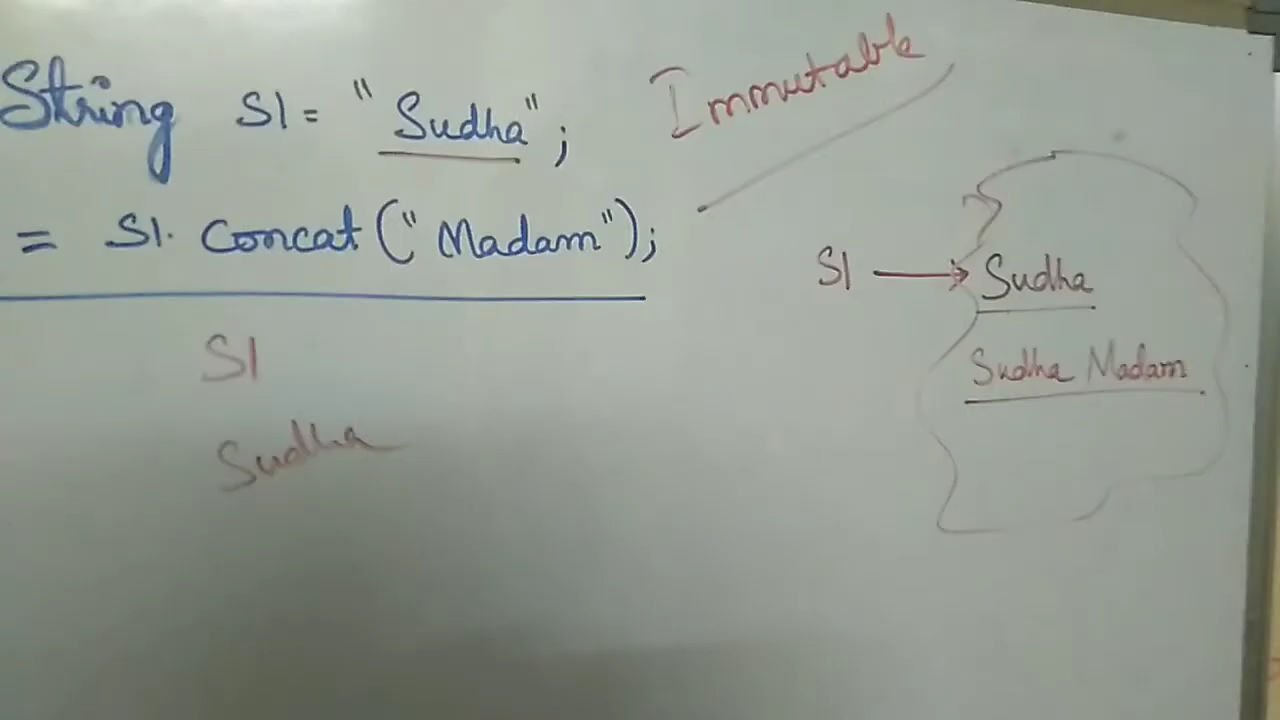 String S1 = "Sudha";
Immutable
= S1. Concat ("Madam");
S1 → Sudha
Sudha Madam
S1
Sudha